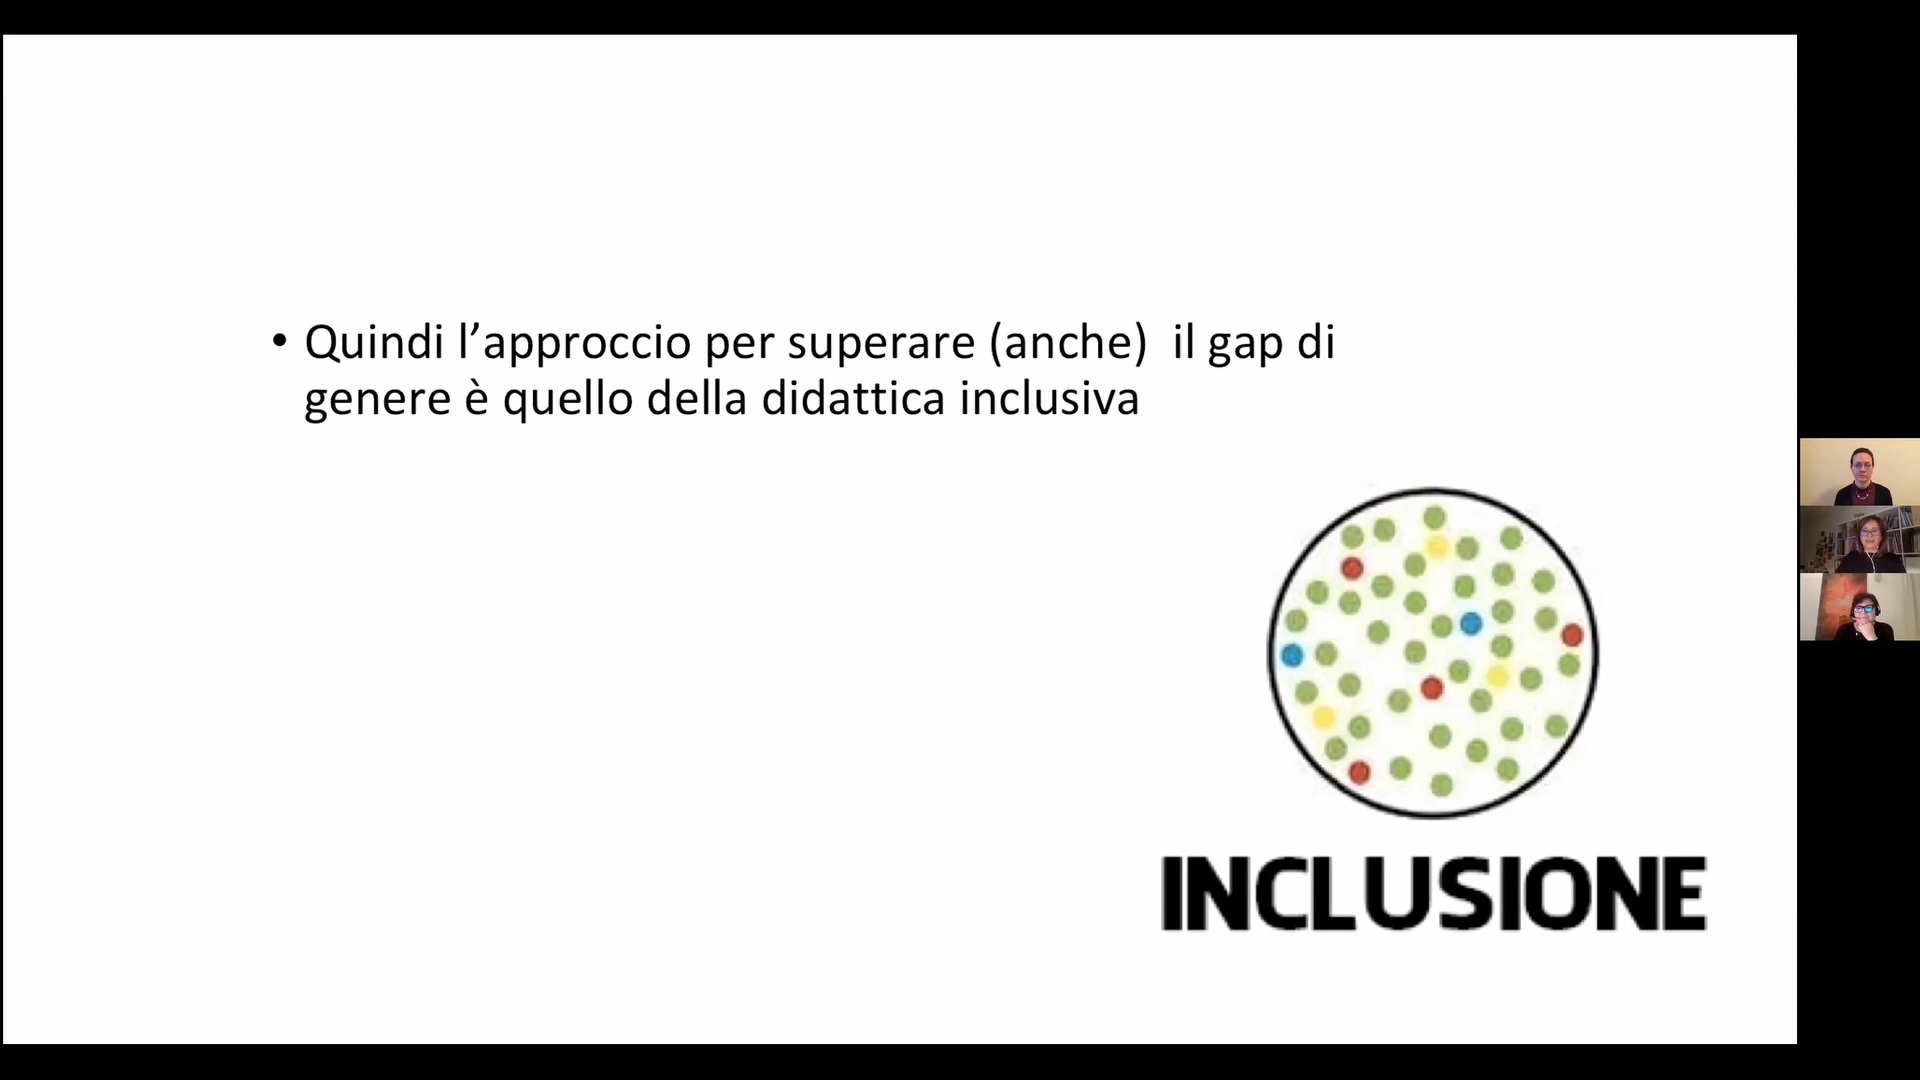 • Quindi l’approccio per superare (anche)  il gap di
genere è quello della didattica inclusiva
INCLUSIONE